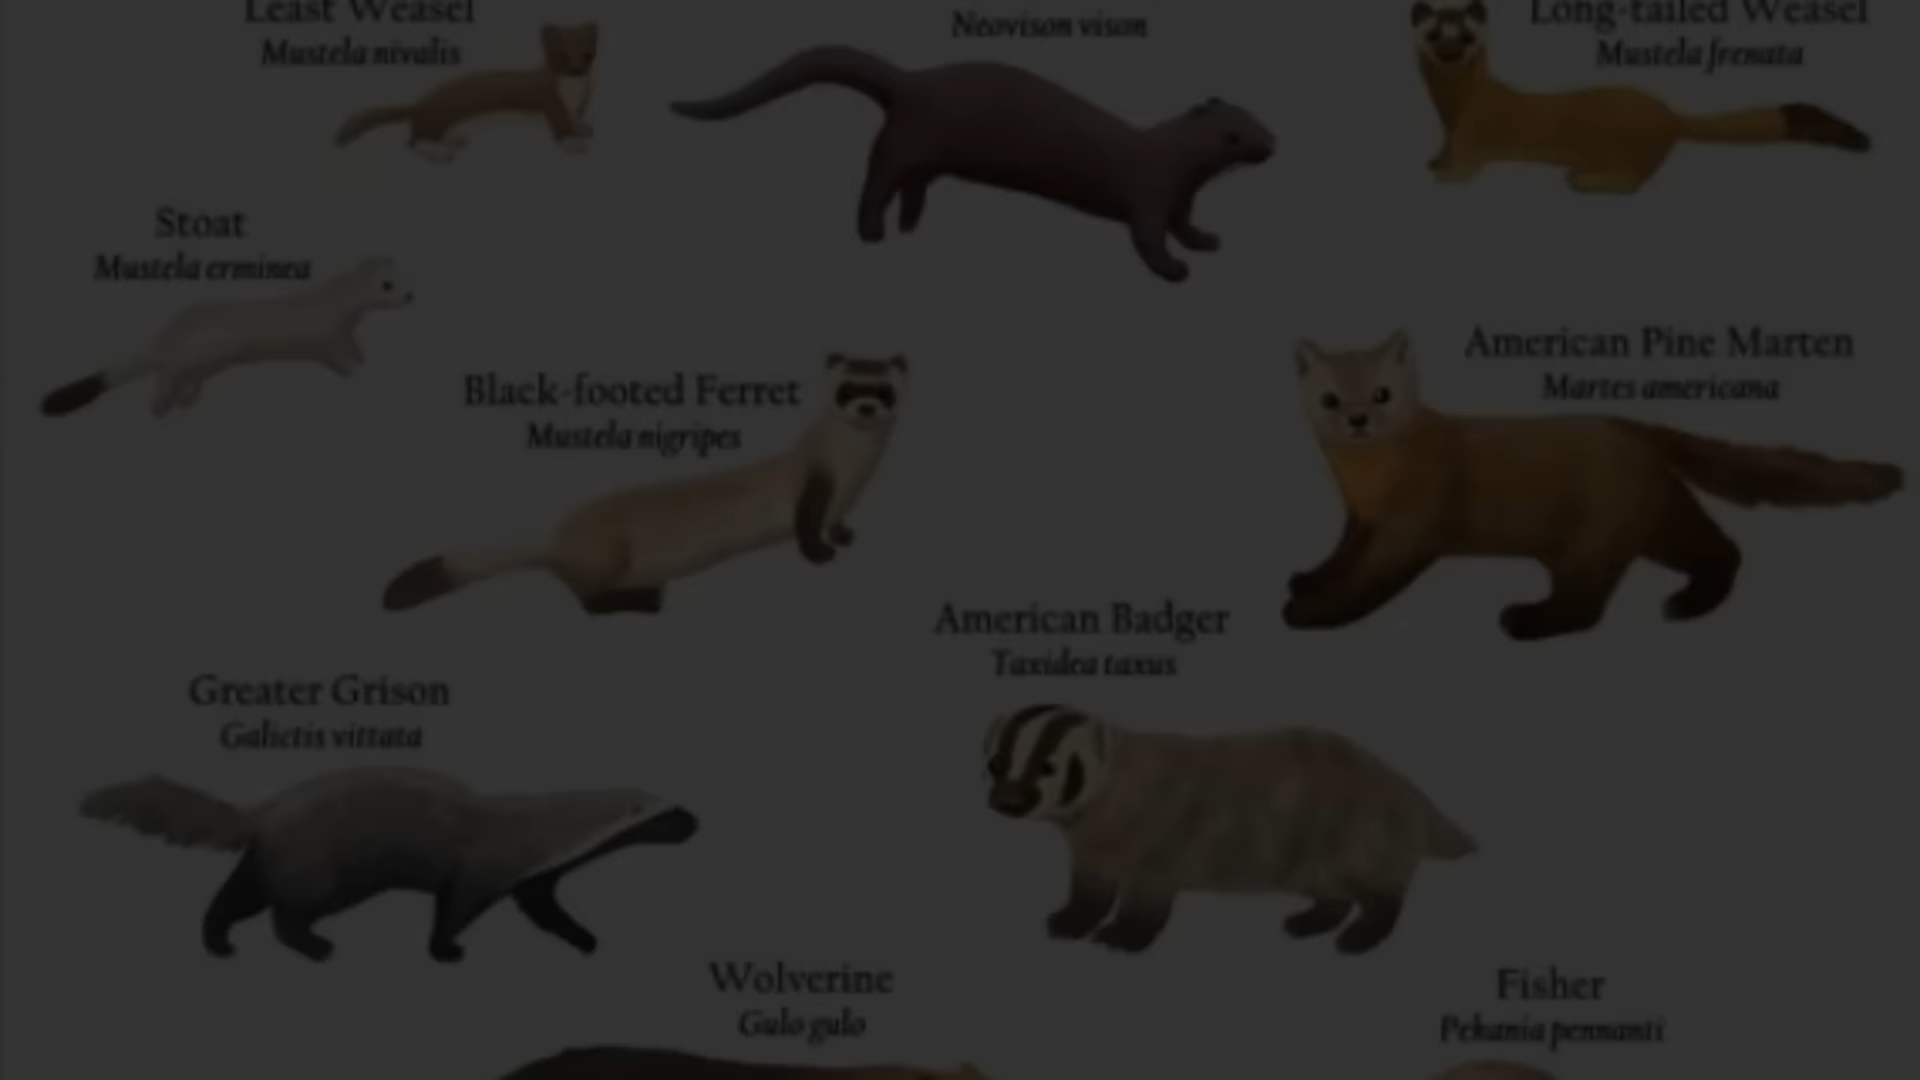 Least Weasel
Mustela nivalis
Neovison vison
Long-tailed Weasel
Mustela frenata
Stoat
Mustela erminea
Black-footed Ferret
Mustela nigripes
American Pine Marten
Martes americana
American Badger
Taxidea taxus
Greater Grison
Galictis vittata
Wolverine
Gulo gulo
Fisher
Pekania pennanti